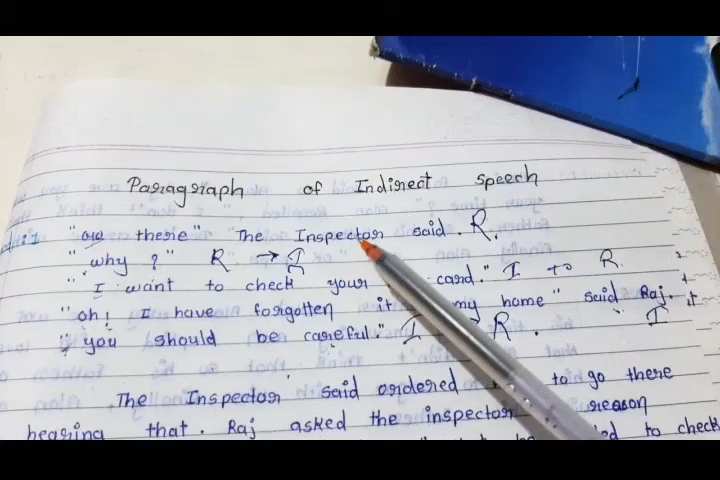 Paragraph of Indirect speech
" there" The Inspector said. R.
"why?" R → I
"I want to check your card." I to R
"oh! I have forgotten it my home" said Raj. I
"you should be careful." I R.
The Inspector said ordered to go there
hearing that. Raj asked the inspector reason
to check